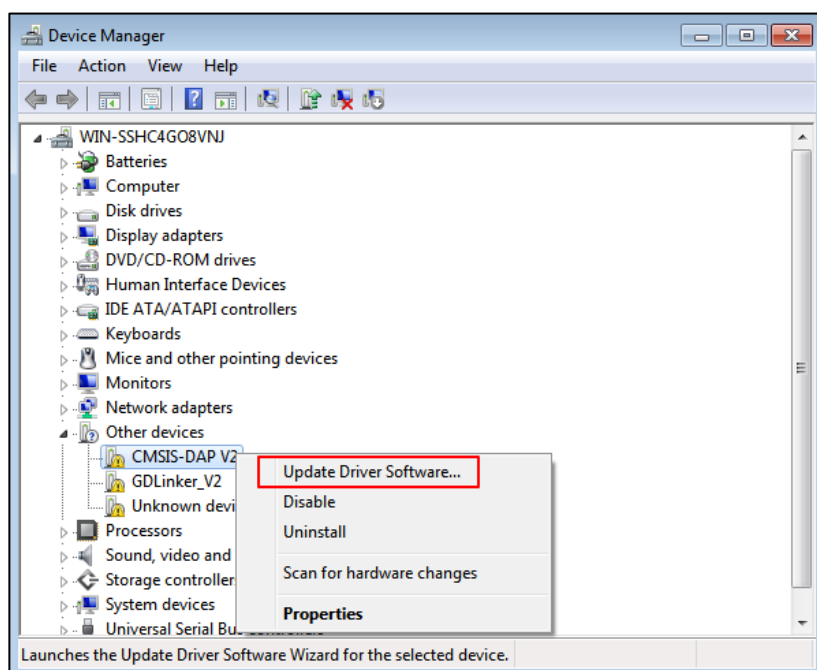 Device Manager
File Action View Help
WIN-SSHC4GO8VNJ
Batteries
Computer
Disk drives
Display adapters
DVD/CD-ROM drives
Human Interface Devices
IDE ATA/ATAPI controllers
Keyboards
Mice and other pointing devices
Monitors
Network adapters
Other devices
CMSIS-DAP V2
Update Driver Software...
GDLinker_V2
Disable
Unknown devi
Processors
Uninstall
Sound, video and
Storage controller
Scan for hardware changes
System devices
Properties
Universal Serial Bus
Launches the Update Driver Software Wizard for the selected device.